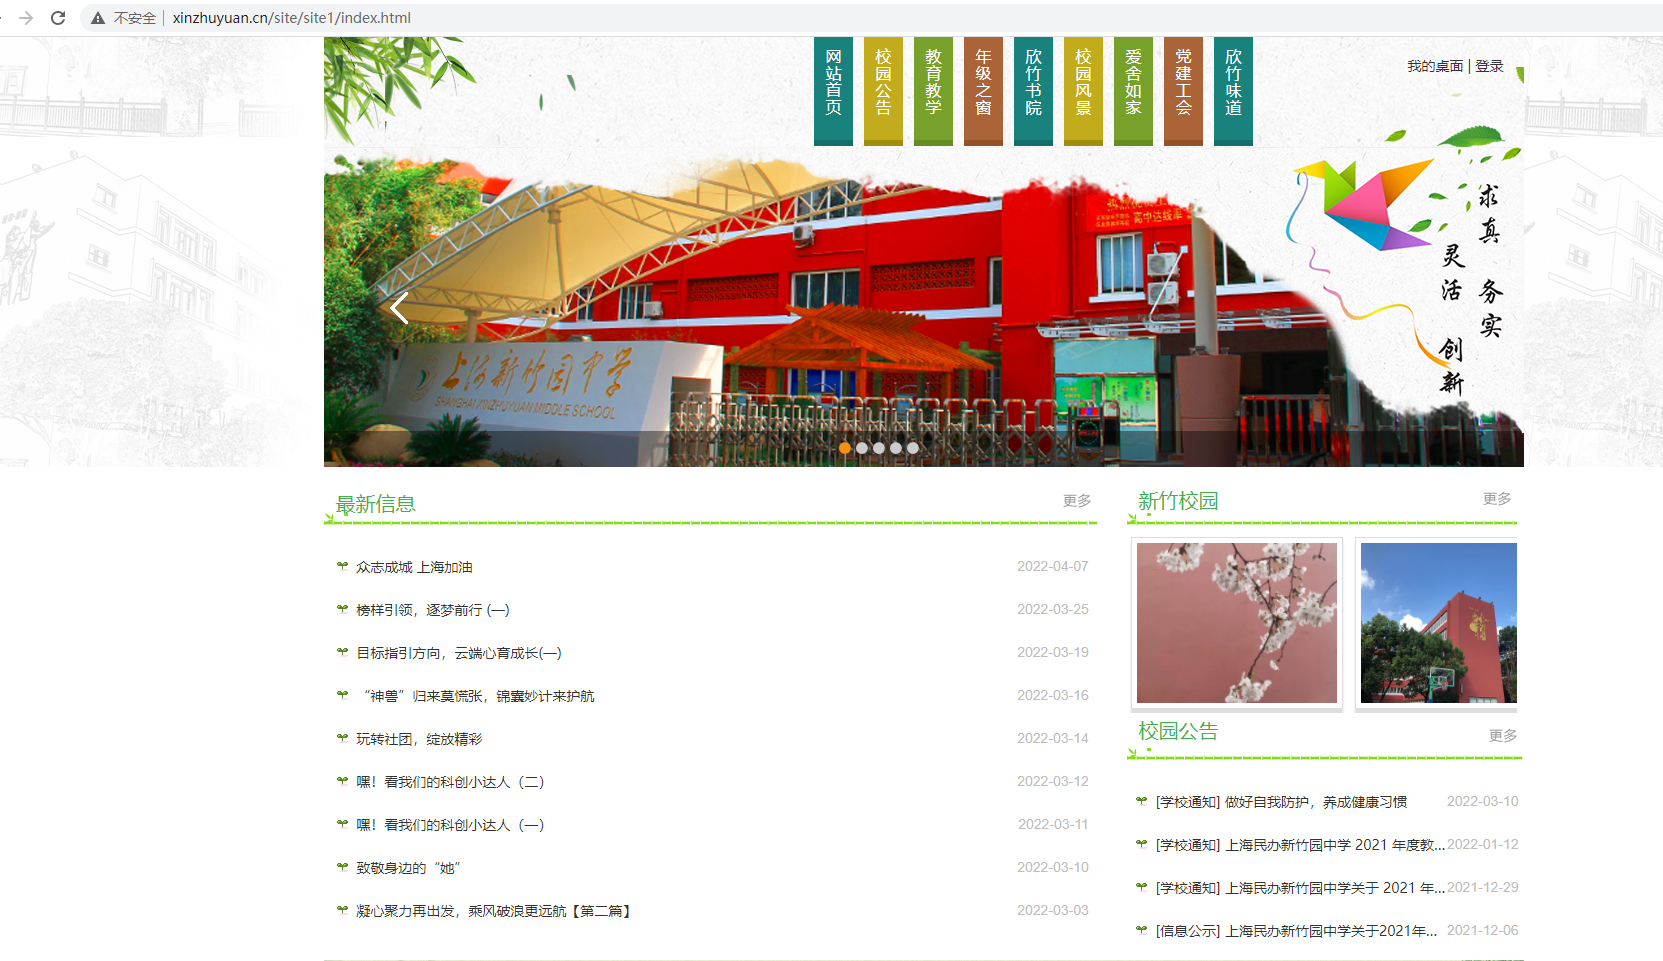 不安全 xinzhuyuan.cn/site/site1/index.html
网站首页
校园公告
教育教学
年级之窗
欣竹书院
校园风景
爱舍如家
党建工会
欣竹味道
我的桌面 | 登录
求真 务实
灵活 创新
高中达线率
上海新竹园中学
SHANGHAI XINZHUYUAN MIDDLE SCHOOL
最新信息 更多
众志成城 上海加油 2022-04-07
榜样引领，逐梦前行 (一) 2022-03-25
目标指引方向，云端心育成长(一) 2022-03-19
“神兽”归来莫慌张，锦囊妙计来护航 2022-03-16
玩转社团，绽放精彩 2022-03-14
嘿！看我们的科创小达人（二） 2022-03-12
嘿！看我们的科创小达人（一） 2022-03-11
致敬身边的“她” 2022-03-10
凝心聚力再出发，乘风破浪更远航【第二篇】 2022-03-03
新竹校园 更多
校园公告 更多
[学校通知] 做好自我防护，养成健康习惯 2022-03-10
[学校通知] 上海民办新竹园中学 2021 年度教... 2022-01-12
[学校通知] 上海民办新竹园中学关于 2021 年... 2021-12-29
[信息公示] 上海民办新竹园中学关于2021年... 2021-12-06